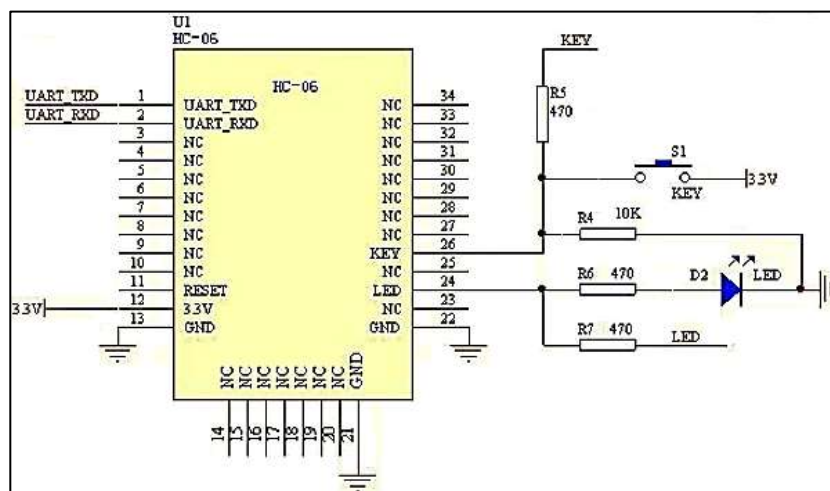 U1
HC-06
HC-06
UART_TXD 1 UART_TXD
UART_RXD 2 UART_RXD
3 NC
4 NC
5 NC
6 NC
7 NC
8 NC
9 NC
10 NC
11 RESET
33V 12 33V
13 GND
NC 34
NC 33
NC 32
NC 31
NC 30
NC 29
NC 28
NC 27
KEY 26
NC 25
LED 24
NC 23
GND 22
NC NC NC NC NC NC NC GND
14 15 16 17 18 19 20 21
KEY
R5
470
S1
KEY
33V
R4 10K
R6 470
D2 LED
R7 470
LED